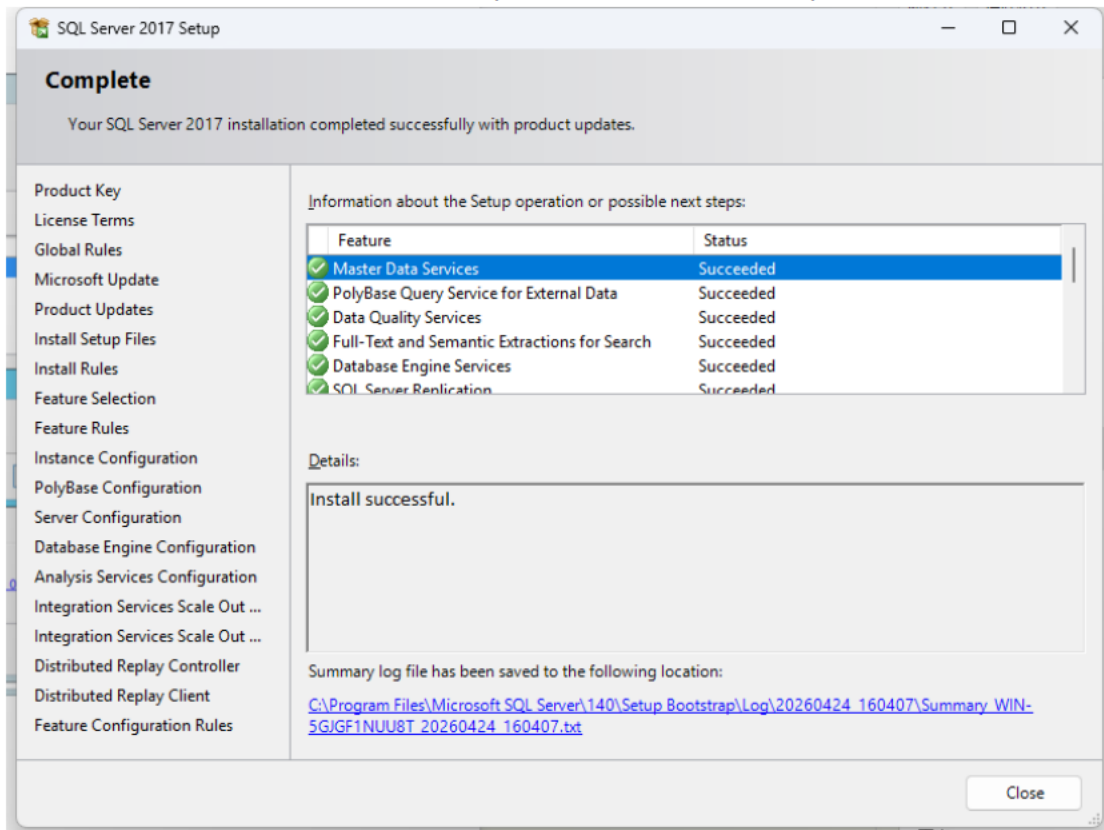 SQL Server 2017 Setup
Complete
Your SQL Server 2017 installation completed successfully with product updates.
Product Key
License Terms
Global Rules
Microsoft Update
Product Updates
Install Setup Files
Install Rules
Feature Selection
Feature Rules
Instance Configuration
PolyBase Configuration
Server Configuration
Database Engine Configuration
Analysis Services Configuration
Integration Services Scale Out ...
Integration Services Scale Out ...
Distributed Replay Controller
Distributed Replay Client
Feature Configuration Rules
Information about the Setup operation or possible next steps:
Feature Status
Master Data Services Succeeded
PolyBase Query Service for External Data Succeeded
Data Quality Services Succeeded
Full-Text and Semantic Extractions for Search Succeeded
Database Engine Services Succeeded
SQL Server Replication Succeeded
Details:
Install successful.
Summary log file has been saved to the following location:
C:\Program Files\Microsoft SQL Server\140\Setup Bootstrap\Log\20260424_160407\Summary_WIN-
5GJGF1NUU8T_20260424_160407.txt
Close